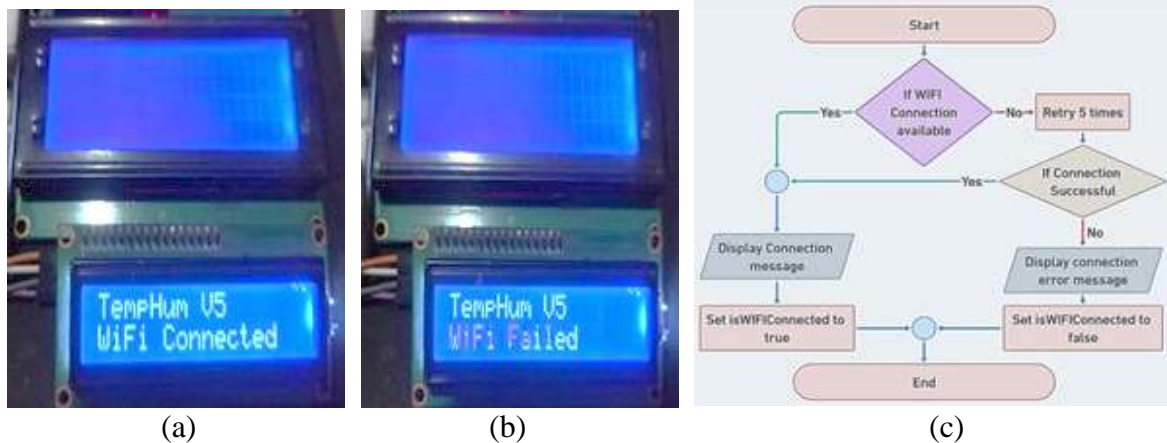 TempHum V5
WiFi Connected
(a)
TempHum V5
WiFi Failed
(b)
Start
If WIFI
Connection
available
Yes
No
Retry 5 times
If Connection
Successful
Yes
No
Display Connection
message
Display connection
error message
Set isWIFIConnected to
true
Set isWIFIConnected to
false
End
(c)